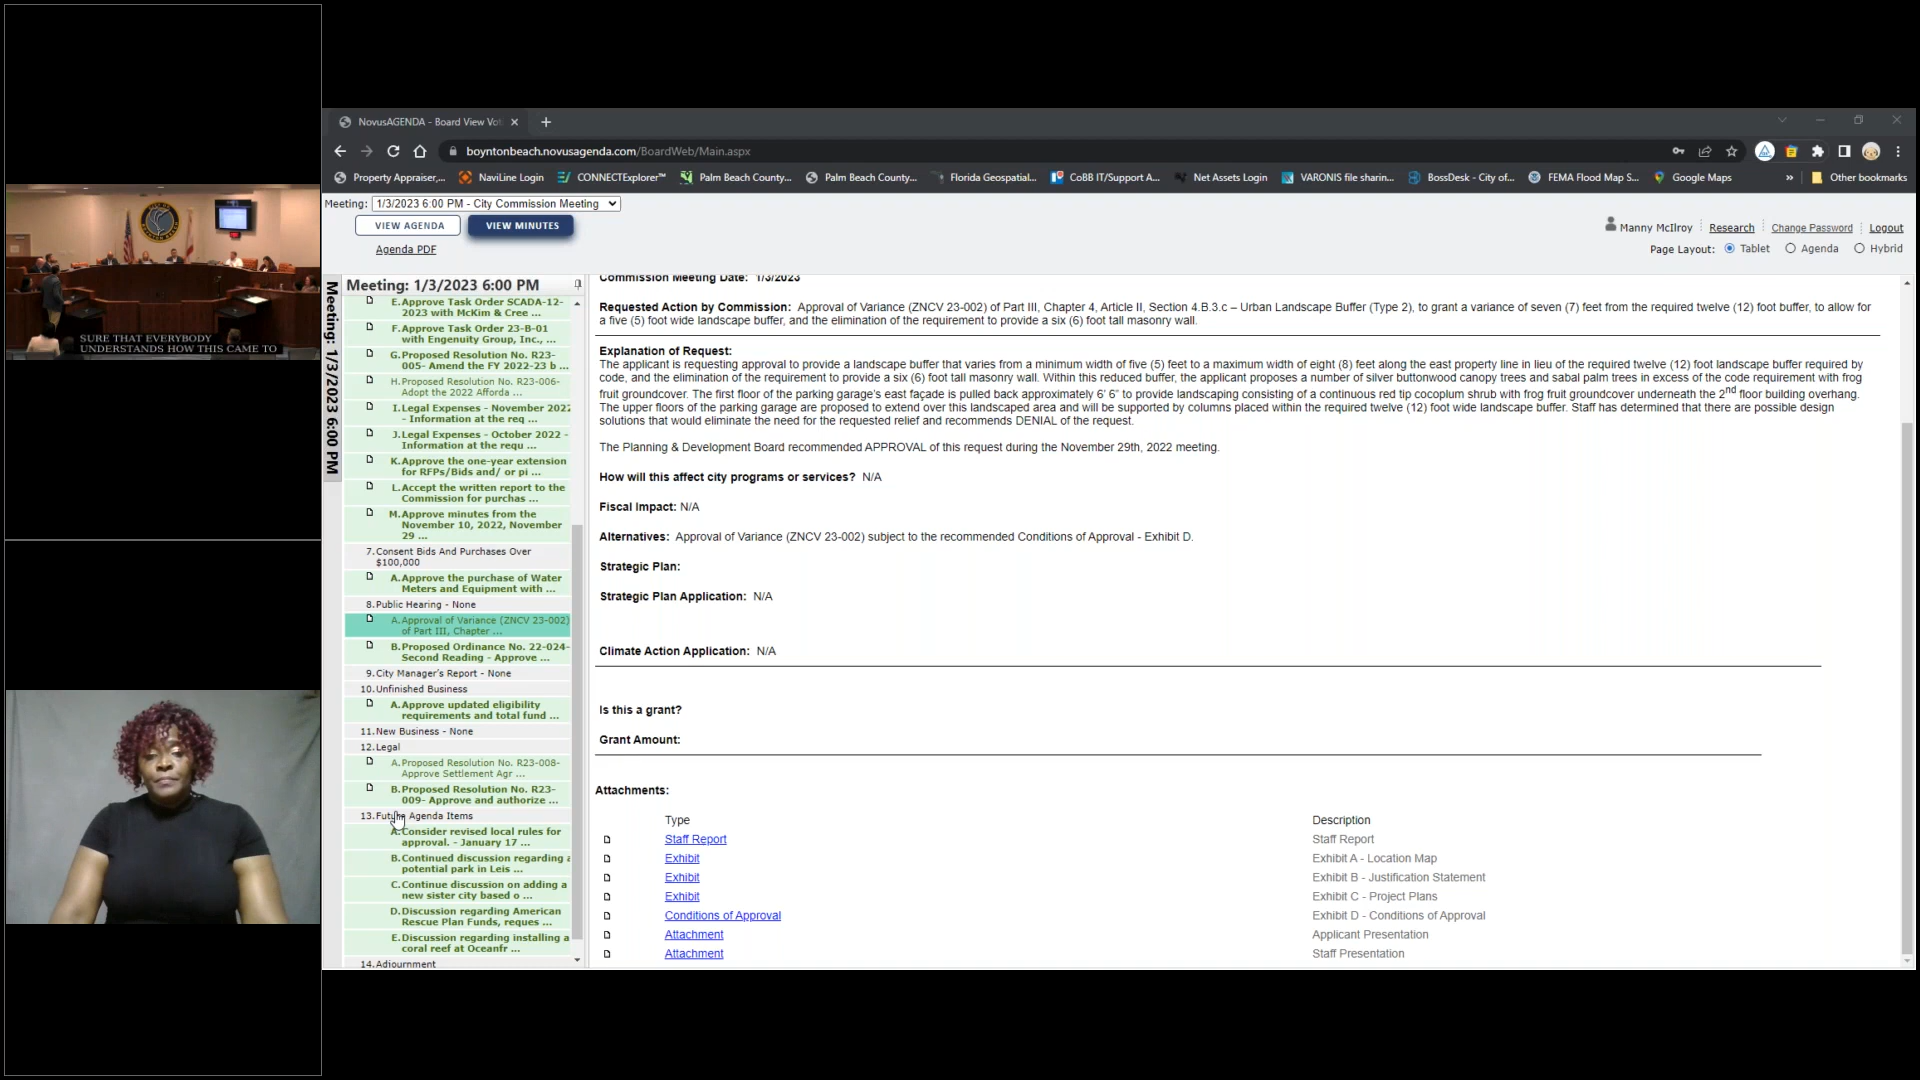 SURE THAT EVERYBODY
UNDERSTANDS HOW THIS CAME TO
NovusAGENDA - Board View Vot
boyntonbeach.novusagenda.com/BoardWeb/Main.aspx
Property Appraiser,... NaviLine Login CONNECTExplorer™ Palm Beach County... Palm Beach County... Florida Geospatial... CoBB IT/Support A... Net Assets Login VARONIS file sharin... BossDesk - City of... FEMA Flood Map S... Google Maps » Other bookmarks
Meeting: 1/3/2023 6:00 PM - City Commission Meeting
VIEW AGENDA VIEW MINUTES
Agenda PDF
Manny McIlroy Research Change Password Logout
Page Layout: Tablet Agenda Hybrid
Meeting: 1/3/2023 6:00 PM
Meeting: 1/3/2023 6:00 PM
E. Approve Task Order SCADA-12-
2023 with McKim & Cree ...
F. Approve Task Order 23-B-01
with Engenuity Group, Inc., ...
G. Proposed Resolution No. R23-
005- Amend the FY 2022-23 b ...
H. Proposed Resolution No. R23-006-
Adopt the 2022 Afforda ...
I. Legal Expenses - November 2022
- Information at the req ...
J. Legal Expenses - October 2022 -
Information at the requ ...
K. Approve the one-year extension
for RFPs/Bids and/ or pi ...
L. Accept the written report to the
Commission for purchas ...
M. Approve minutes from the
November 10, 2022, November
29 ...
7. Consent Bids And Purchases Over
$100,000
A. Approve the purchase of Water
Meters and Equipment with ...
8. Public Hearing - None
A. Approval of Variance (ZNCV 23-002)
of Part III, Chapter ...
B. Proposed Ordinance No. 22-024-
Second Reading - Approve ...
9. City Manager's Report - None
10. Unfinished Business
A. Approve updated eligibility
requirements and total fund ...
11. New Business - None
12. Legal
A. Proposed Resolution No. R23-008-
Approve Settlement Agr ...
B. Proposed Resolution No. R23-
009- Approve and authorize ...
13. Future Agenda Items
A. Consider revised local rules for
approval. - January 17 ...
B. Continued discussion regarding a
potential park in Leis ...
C. Continue discussion on adding a
new sister city based o ...
D. Discussion regarding American
Rescue Plan Funds, reques ...
E. Discussion regarding installing a
coral reef at Oceanfr ...
14. Adjournment
Commission Meeting Date: 1/3/2023
Requested Action by Commission: Approval of Variance (ZNCV 23-002) of Part III, Chapter 4, Article II, Section 4.B.3.c – Urban Landscape Buffer (Type 2), to grant a variance of seven (7) feet from the required twelve (12) foot buffer, to allow for
a five (5) foot wide landscape buffer, and the elimination of the requirement to provide a six (6) foot tall masonry wall.
Explanation of Request:
The applicant is requesting approval to provide a landscape buffer that varies from a minimum width of five (5) feet to a maximum width of eight (8) feet along the east property line in lieu of the required twelve (12) foot landscape buffer required by
code, and the elimination of the requirement to provide a six (6) foot tall masonry wall. Within this reduced buffer, the applicant proposes a number of silver buttonwood canopy trees and sabal palm trees in excess of the code requirement with frog
fruit groundcover. The first floor of the parking garage's east façade is pulled back approximately 6' 6" to provide landscaping consisting of a continuous red tip cocoplum shrub with frog fruit groundcover underneath the 2nd floor building overhang.
The upper floors of the parking garage are proposed to extend over this landscaped area and will be supported by columns placed within the required twelve (12) foot wide landscape buffer. Staff has determined that there are possible design
solutions that would eliminate the need for the requested relief and recommends DENIAL of the request.
The Planning & Development Board recommended APPROVAL of this request during the November 29th, 2022 meeting.
How will this affect city programs or services? N/A
Fiscal Impact: N/A
Alternatives: Approval of Variance (ZNCV 23-002) subject to the recommended Conditions of Approval - Exhibit D.
Strategic Plan:
Strategic Plan Application: N/A
Climate Action Application: N/A
Is this a grant?
Grant Amount:
Attachments:
Type Description
Staff Report Staff Report
Exhibit Exhibit A - Location Map
Exhibit Exhibit B - Justification Statement
Exhibit Exhibit C - Project Plans
Conditions of Approval Exhibit D - Conditions of Approval
Attachment Applicant Presentation
Attachment Staff Presentation